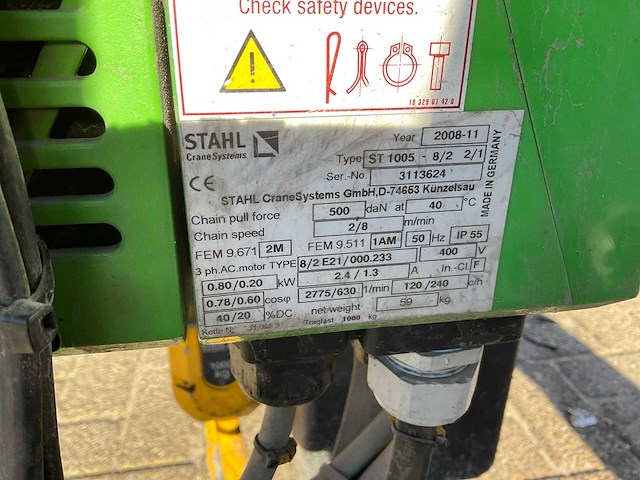 Check safety devices.
18 329 01 42 0
STAHL
CraneSystems
CE
Year 2008-11
Type ST 1005 - 8/2 2/1
Ser.-No. 3113624
STAHL CraneSystems GmbH,D-74653 Künzelsau
MADE IN GERMANY
Chain pull force 500 daN at 40 °C
Chain speed 2/8 m/min
FEM 9.671 2M FEM 9.511 1AM 50 Hz IP 55
3 ph.AC.motor TYPE 8/2 E21/000.233 400 V
0.80/0.20 kW 2.4 / 1.3 A In.-Cl F
0.78/0.60 cosφ 2775/630 1/min 120/240 c/h
40/20 %DC net weight 59 kg
Kette Nr. Traglast 1000 kg